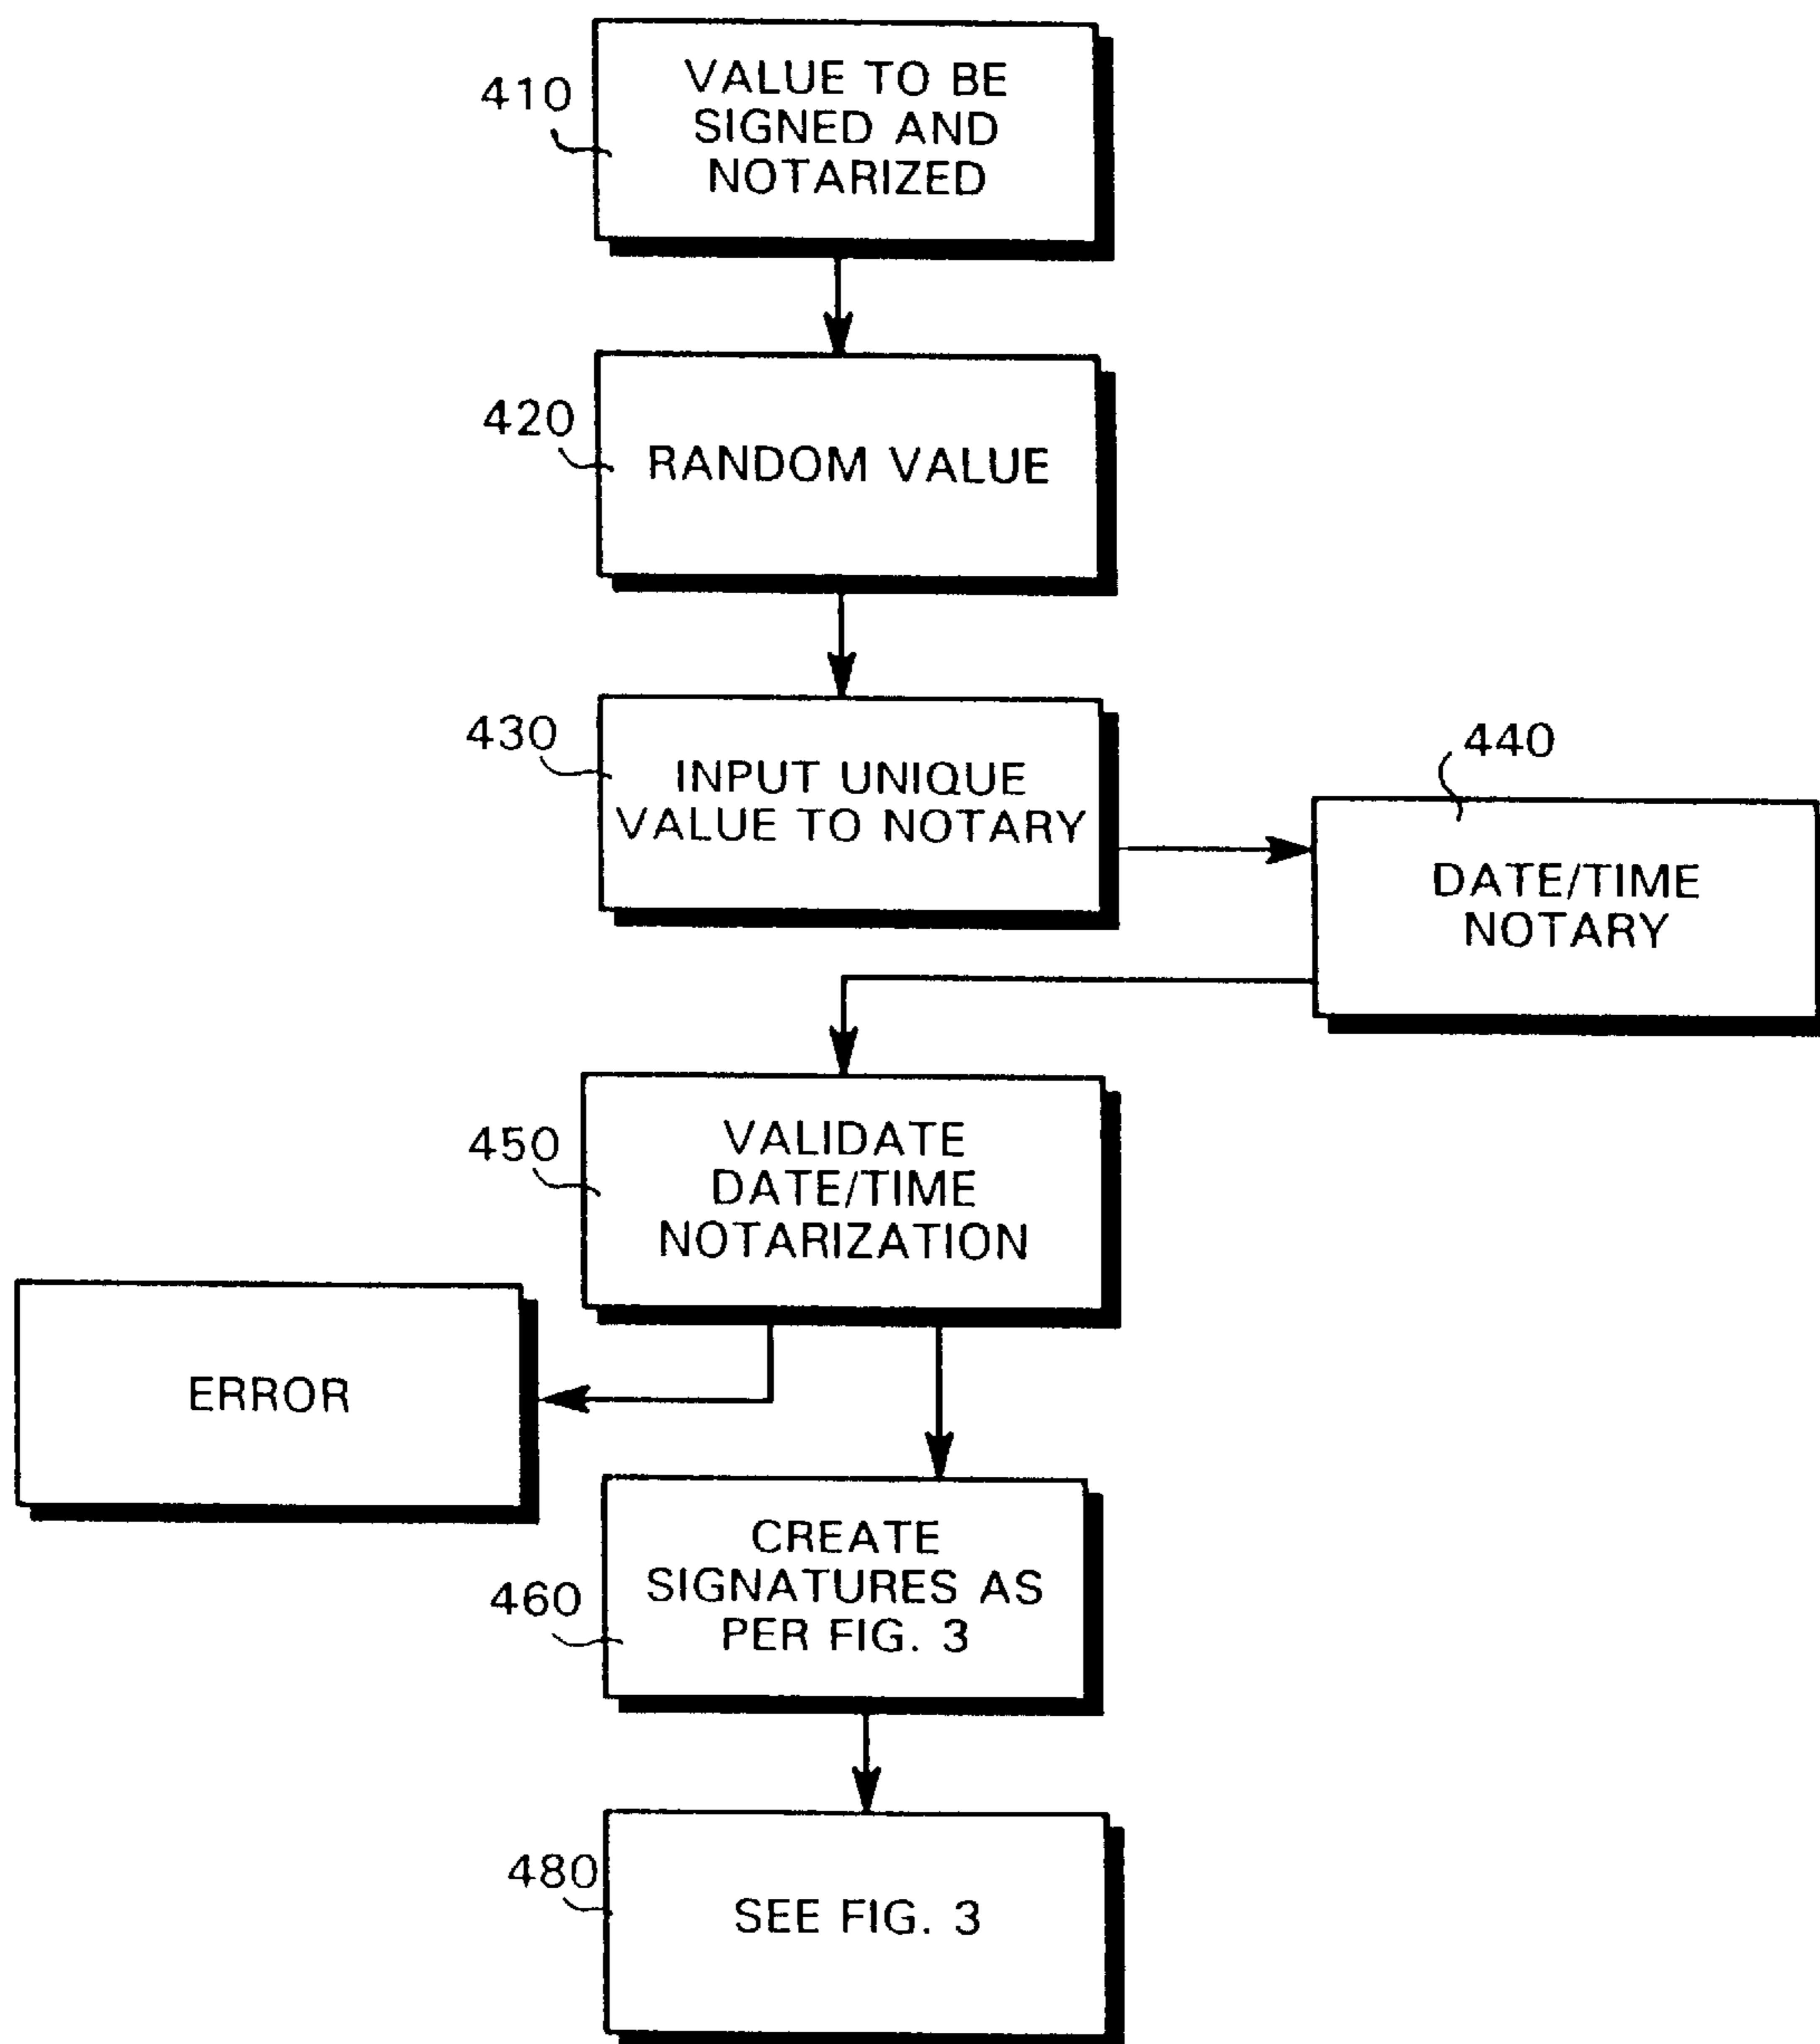 410
VALUE TO BE
SIGNED AND
NOTARIZED
420
RANDOM VALUE
430
INPUT UNIQUE
VALUE TO NOTARY
440
DATE/TIME
NOTARY
450
VALIDATE
DATE/TIME
NOTARIZATION
ERROR
460
CREATE
SIGNATURES AS
PER FIG. 3
480
SEE FIG. 3